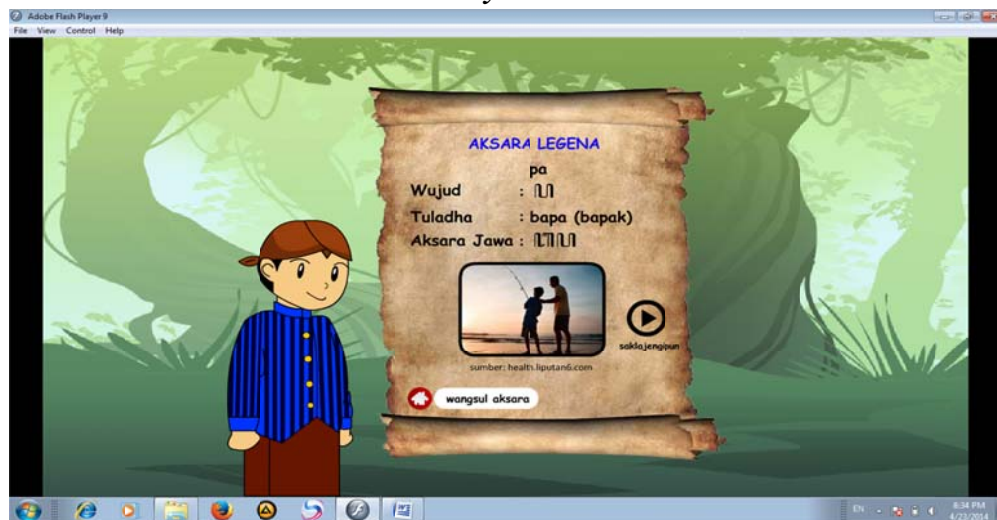 Adobe Flash Player 9
File View Control Help
AKSARA LEGENA
pa
Wujud : ꦥ
Tuladha : bapa (bapak)
Aksara Jawa : ꦧꦥ
saklajengipun
sumber: health.liputan6.com
wangsul aksara
EN
8:34 PM
4/23/2014